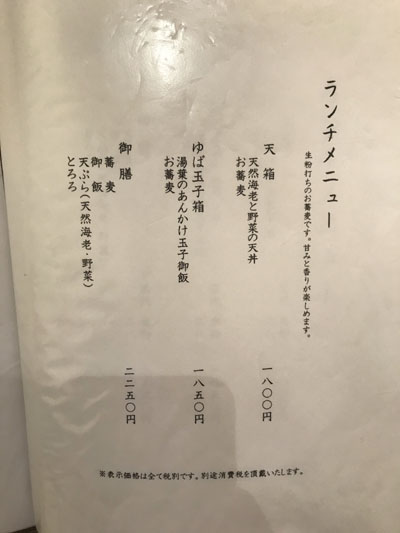 ランチメニュー
生粉打ちのお蕎麦です。甘みと香りが楽しめます。
天箱
天然海老と野菜の天丼
お蕎麦
一八〇〇円
ゆば玉子箱
湯葉のあんかけ玉子御飯
お蕎麦
一八五〇円
御膳
蕎麦
御飯
天ぷら(天然海老・野菜)
とろろ
二二五〇円
※表示価格は全て税別です。別途消費税を頂戴いたします。